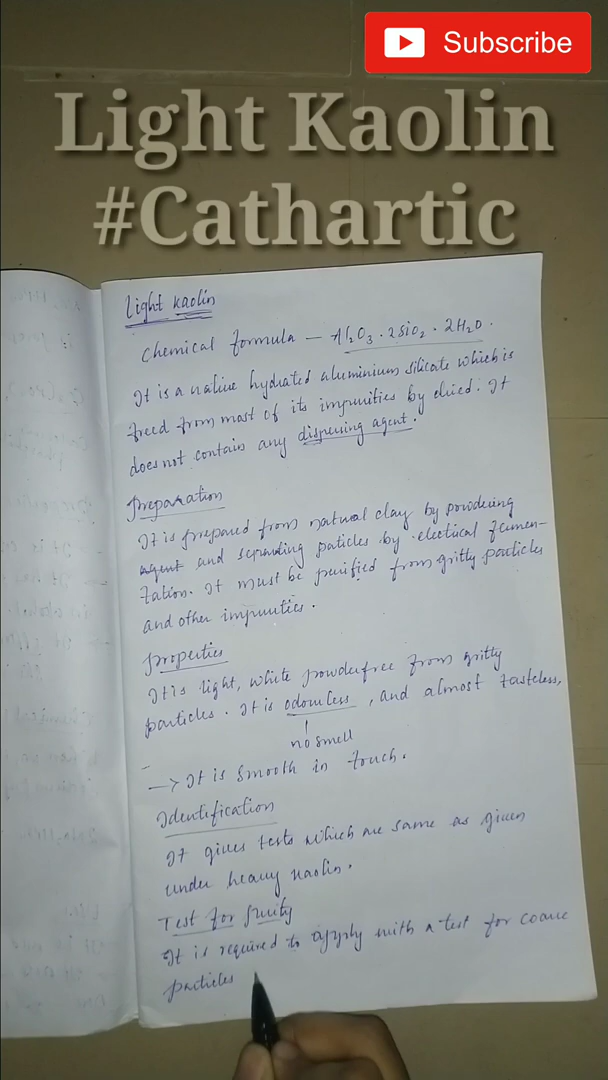 Subscribe
Light Kaolin
#Cathartic
Light kaolin
Chemical formula – Al2O3 · 2SiO2 · 2H2O.
It is a native hydrated aluminium silicate which is
freed from most of its impurities by elued. It
does not contain any dispersing agent.
Preparation
It is prepared from natural clay by powdering
agent and separating paticles by electrical
tation. It must be purified from gritty particles
and other impurities.
Properties
It is light, white powder free from gritty
particles. It is odourless, and almost tasteless,
no smell
→ It is smooth in touch.
Identification
It gives tests which are same as given
under heavy kaolin.
Test for purity
It is required to apply with a test for coarse
particles